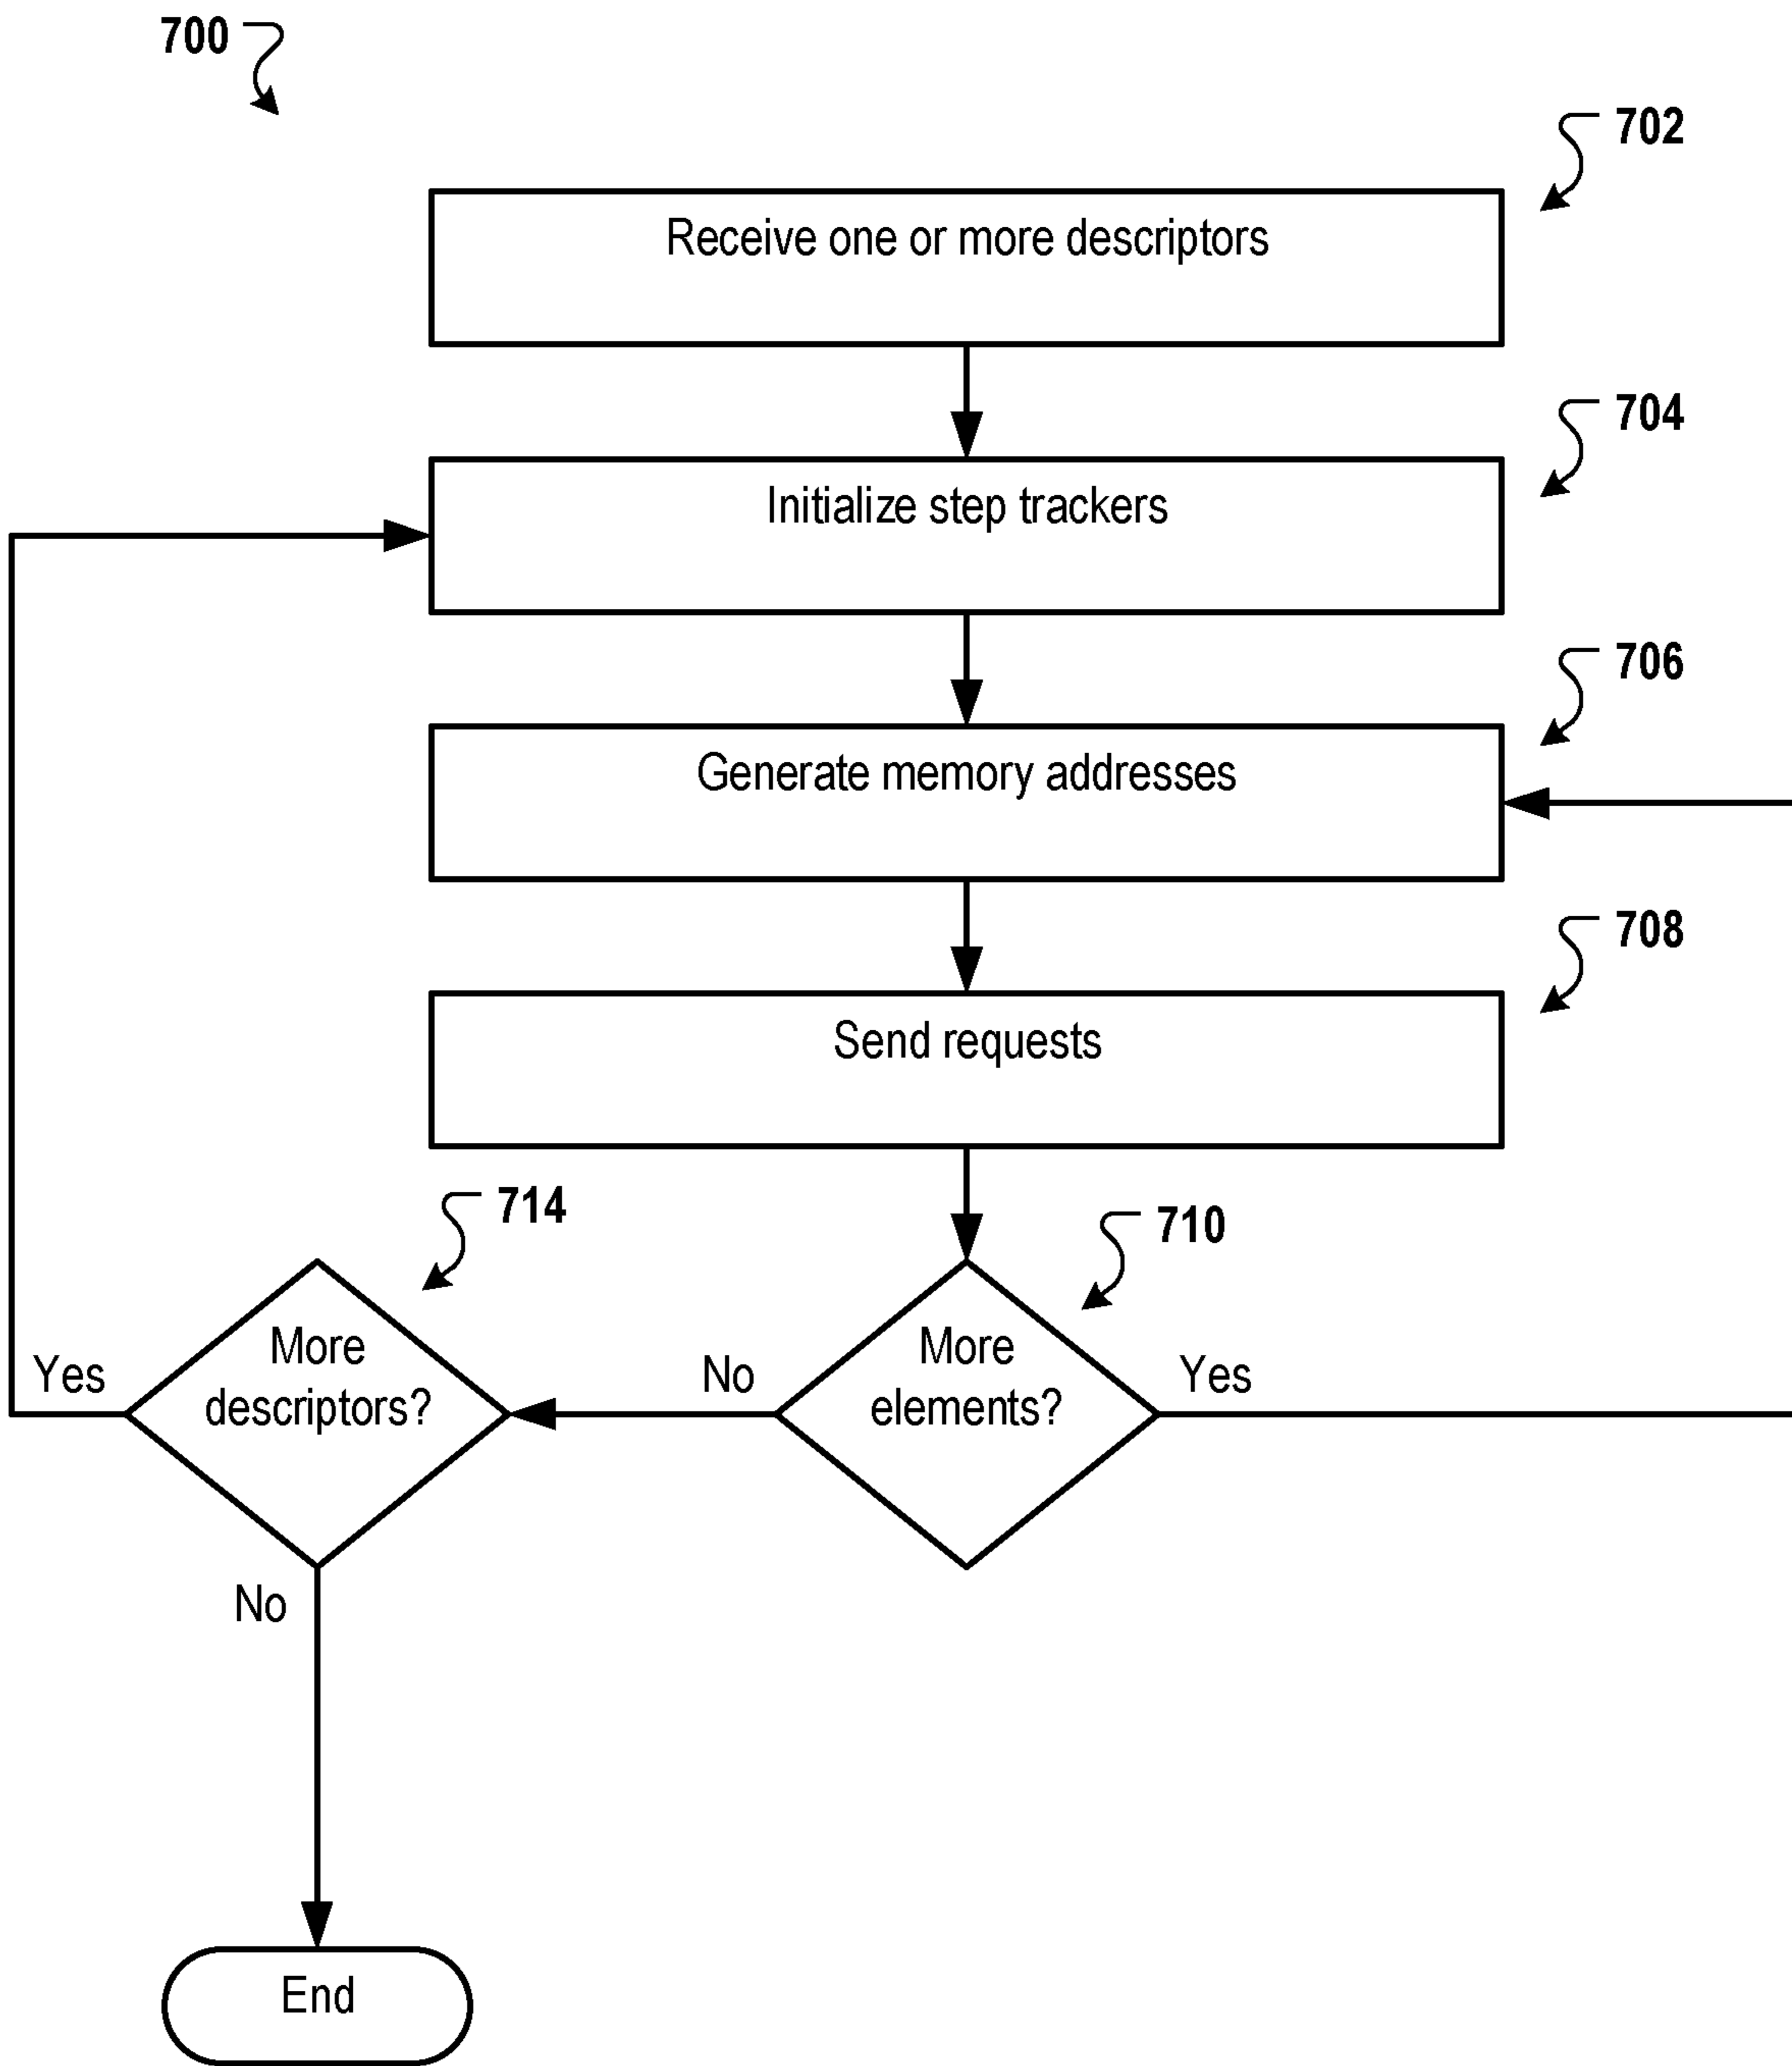 700
702
Receive one or more descriptors
704
Initialize step trackers
706
Generate memory addresses
708
Send requests
714
710
More
descriptors?
Yes
No
More
elements?
Yes
No
End